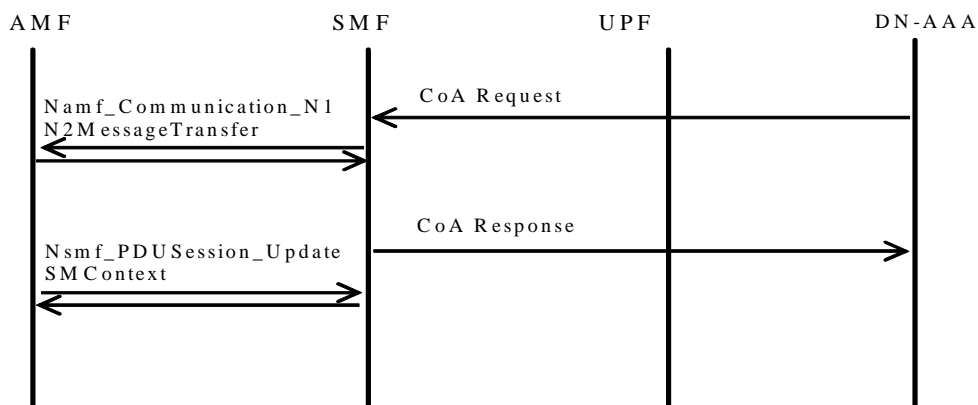 AMF SMF UPF DN-AAA
CoA Request
Namf_Communication_N1
N2MessageTransfer
CoA Response
Nsmf_PDUSession_Update
SMContext